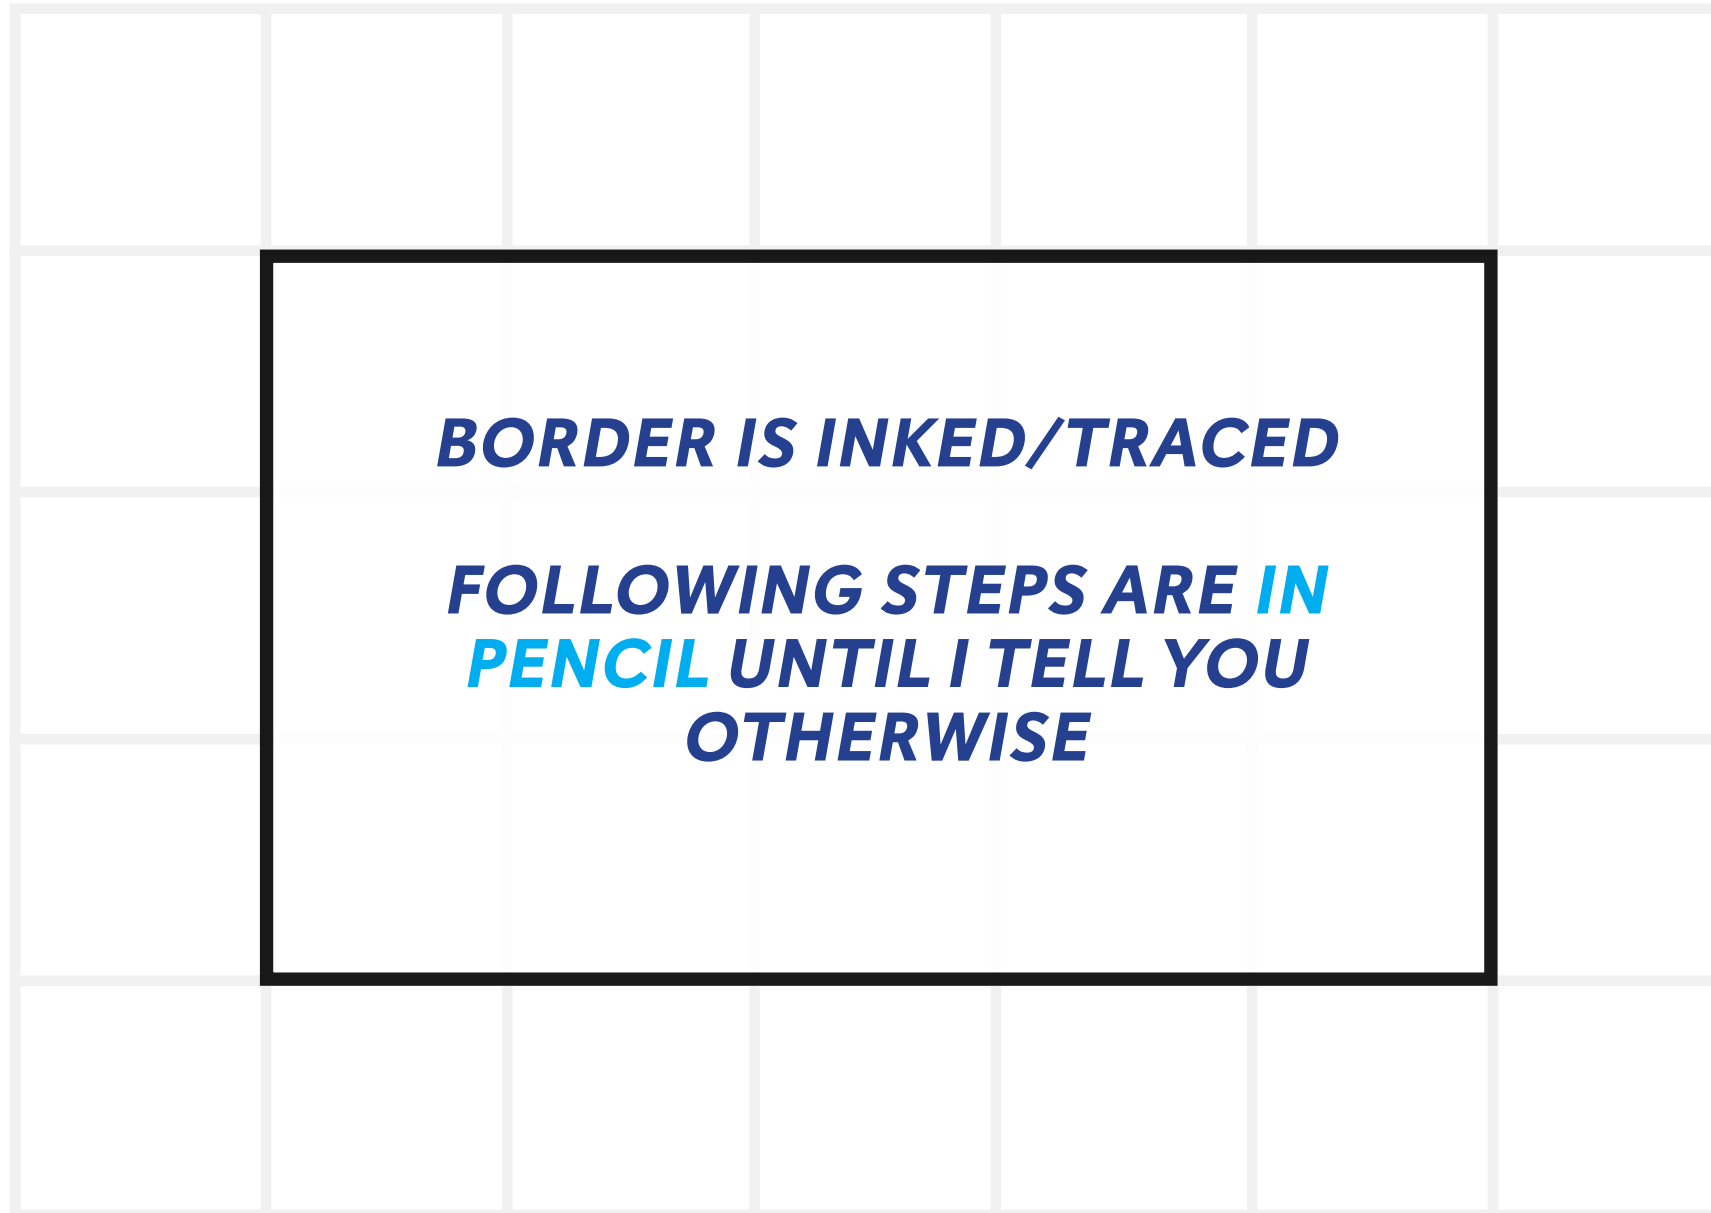 BORDER IS INKED/TRACED
FOLLOWING STEPS ARE IN
PENCIL UNTIL I TELL YOU
OTHERWISE